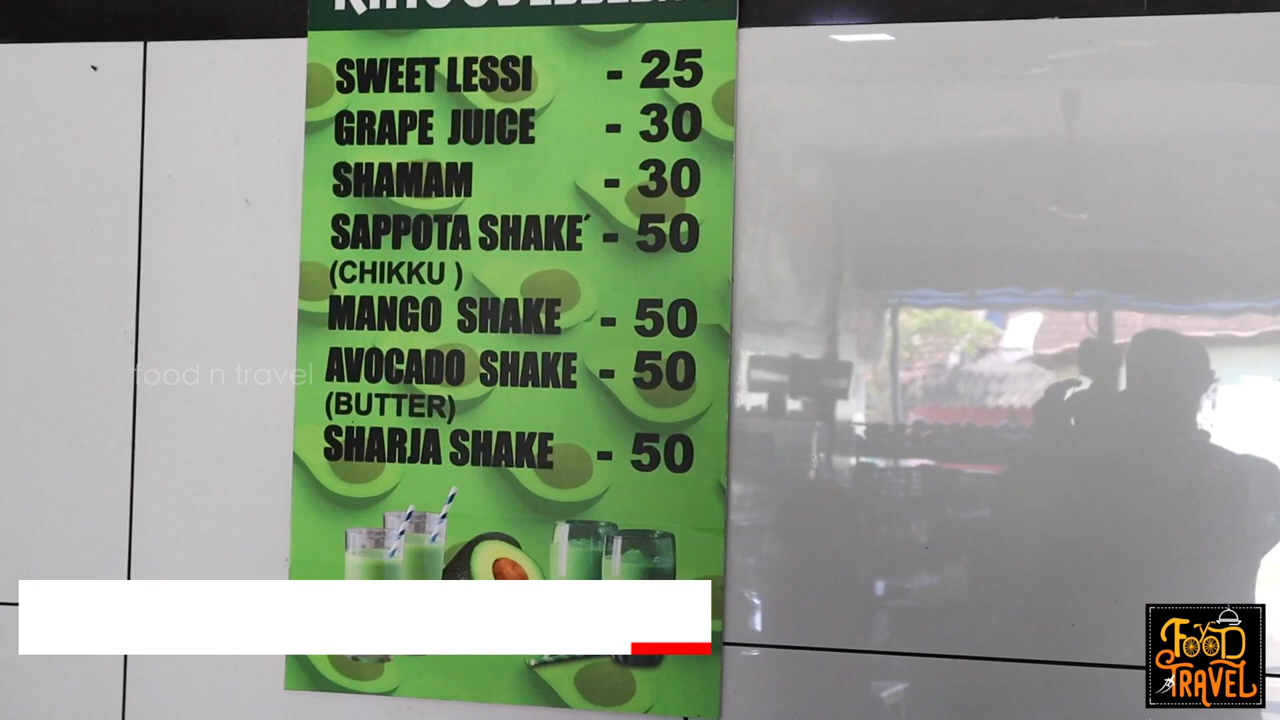 SWEET LESSI - 25
GRAPE JUICE - 30
SHAMAM - 30
SAPPOTA SHAKE - 50
(CHIKKU )
MANGO SHAKE - 50
AVOCADO SHAKE - 50
(BUTTER)
SHARJA SHAKE - 50
food n travel
FOOD
N TRAVEL